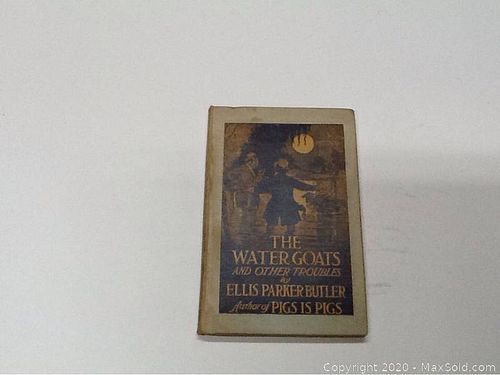 THE
WATER GOATS
AND OTHER TROUBLES
by
ELLIS PARKER BUTLER
Author of PIGS IS PIGS
Copyright 2020 - MaxSold.com